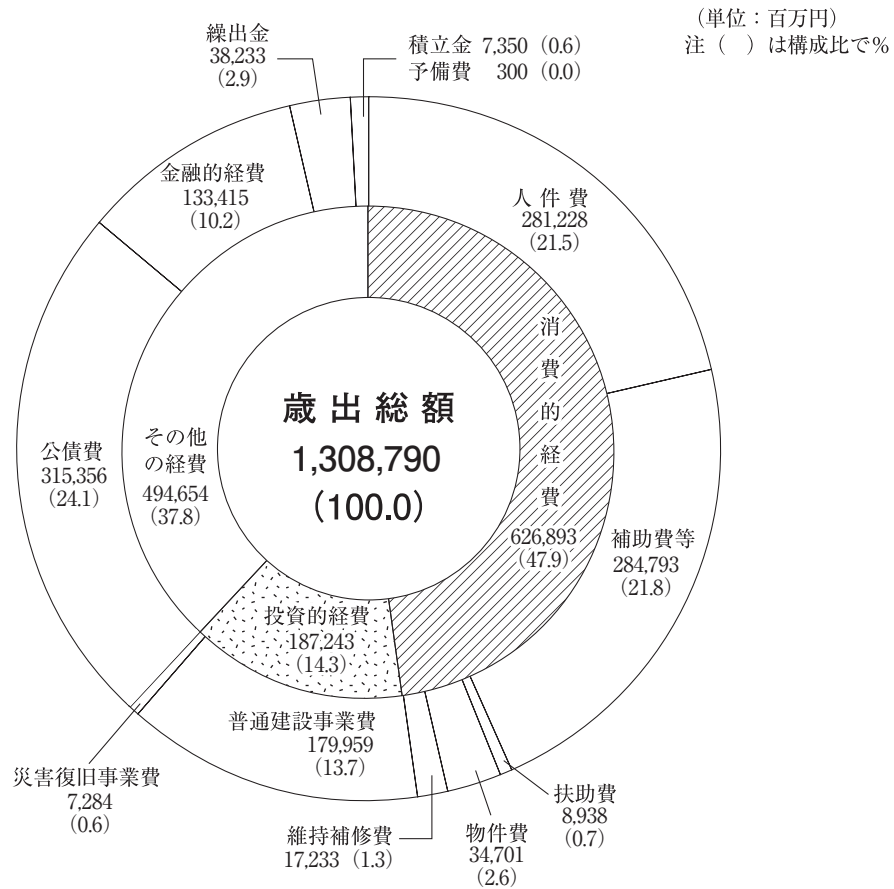 (単位：百万円)
注（　）は構成比で%
繰出金
38,233
(2.9)
積立金 7,350 (0.6)
予備費 300 (0.0)
人件費
281,228
(21.5)
補助費等
284,793
(21.8)
扶助費
8,938
(0.7)
物件費
34,701
(2.6)
維持補修費
17,233 (1.3)
普通建設事業費
179,959
(13.7)
災害復旧事業費
7,284
(0.6)
公債費
315,356
(24.1)
金融的経費
133,415
(10.2)
消費的経費
626,893
(47.9)
投資的経費
187,243
(14.3)
その他
の経費
494,654
(37.8)
歳出総額
1,308,790
(100.0)